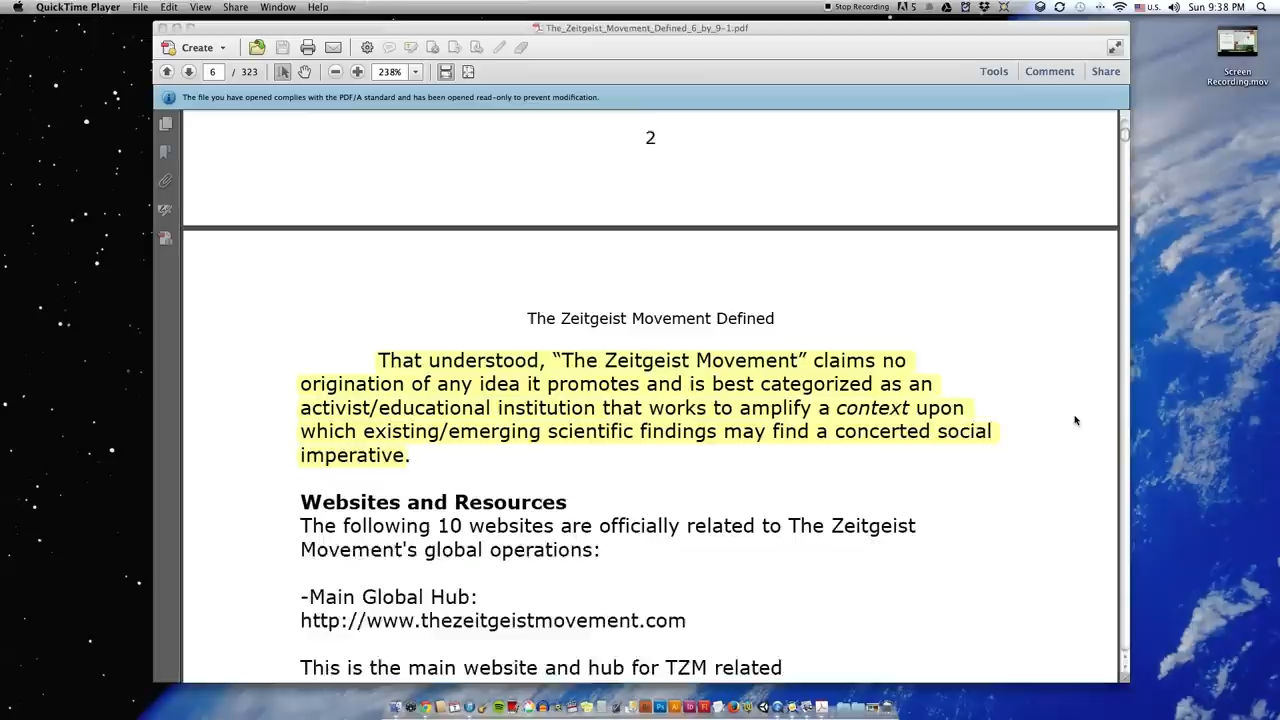 QuickTime Player File Edit View Share Window Help Stop Recording 5 U.S. Sun 9:38 PM
The_Zeitgeist_Movement_Defined_6_by_9-1.pdf
Create
6 / 323 238% Tools Comment Share
The file you have opened complies with the PDF/A standard and has been opened read-only to prevent modification.
Screen
Recording.mov
2
The Zeitgeist Movement Defined
That understood, “The Zeitgeist Movement” claims no
origination of any idea it promotes and is best categorized as an
activist/educational institution that works to amplify a context upon
which existing/emerging scientific findings may find a concerted social
imperative.
Websites and Resources
The following 10 websites are officially related to The Zeitgeist
Movement's global operations:
-Main Global Hub:
http://www.thezeitgeistmovement.com
This is the main website and hub for TZM related